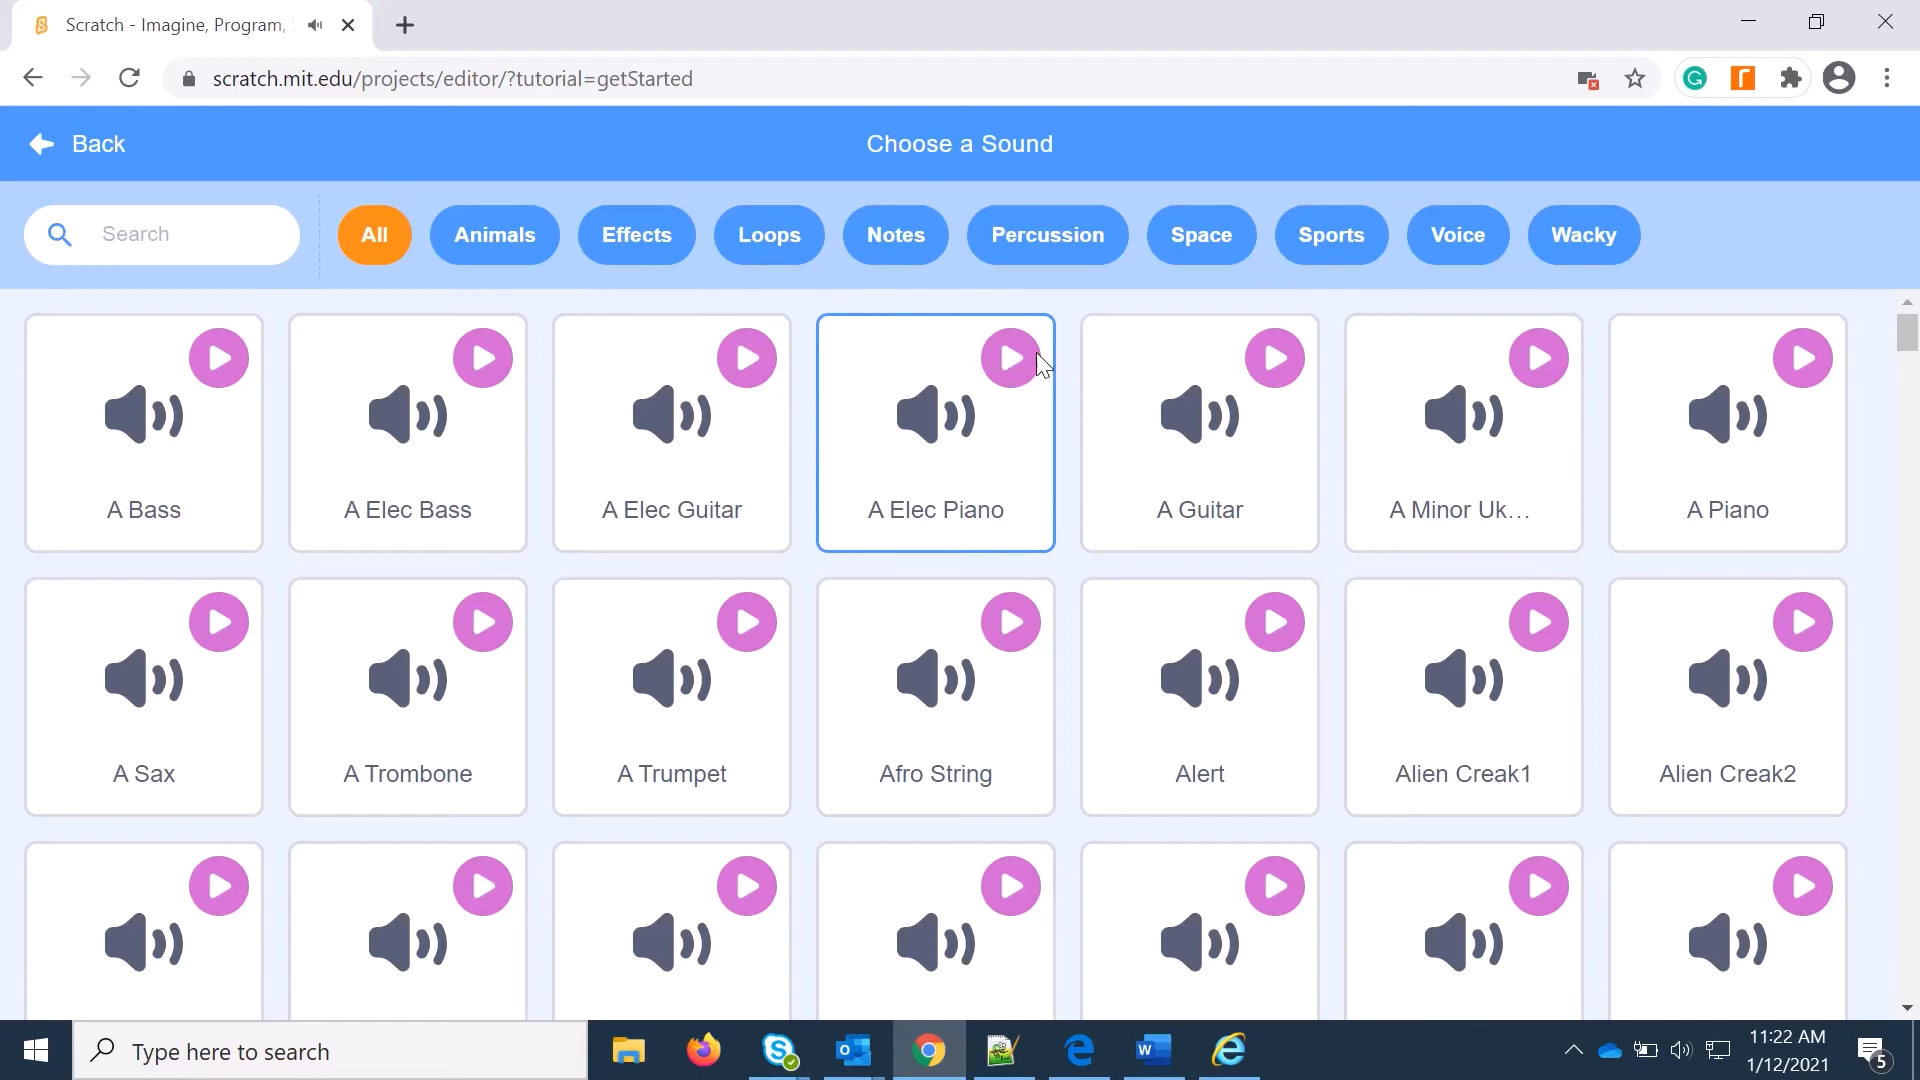 Scratch - Imagine, Program,
scratch.mit.edu/projects/editor/?tutorial=getStarted
Back
Choose a Sound
Search
All
Animals
Effects
Loops
Notes
Percussion
Space
Sports
Voice
Wacky
A Bass
A Elec Bass
A Elec Guitar
A Elec Piano
A Guitar
A Minor Uk…
A Piano
A Sax
A Trombone
A Trumpet
Afro String
Alert
Alien Creak1
Alien Creak2
Type here to search
11:22 AM
1/12/2021
5